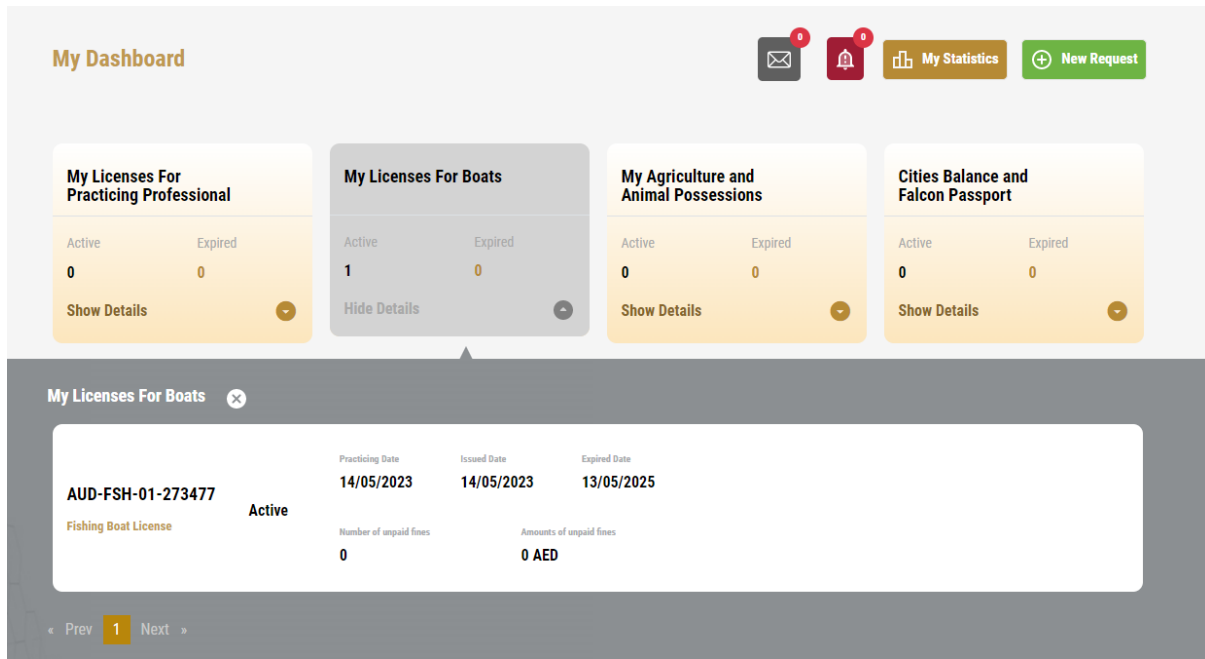 My Dashboard
0
0
My Statistics
New Request
My Licenses For
Practicing Professional
Active Expired
0 0
Show Details
My Licenses For Boats
Active Expired
1 0
Hide Details
My Agriculture and
Animal Possessions
Active Expired
0 0
Show Details
Cities Balance and
Falcon Passport
Active Expired
0 0
Show Details
My Licenses For Boats
AUD-FSH-01-273477
Fishing Boat License
Active
Practicing Date Issued Date Expired Date
14/05/2023 14/05/2023 13/05/2025
Number of unpaid fines Amounts of unpaid fines
0 0 AED
« Prev 1 Next »